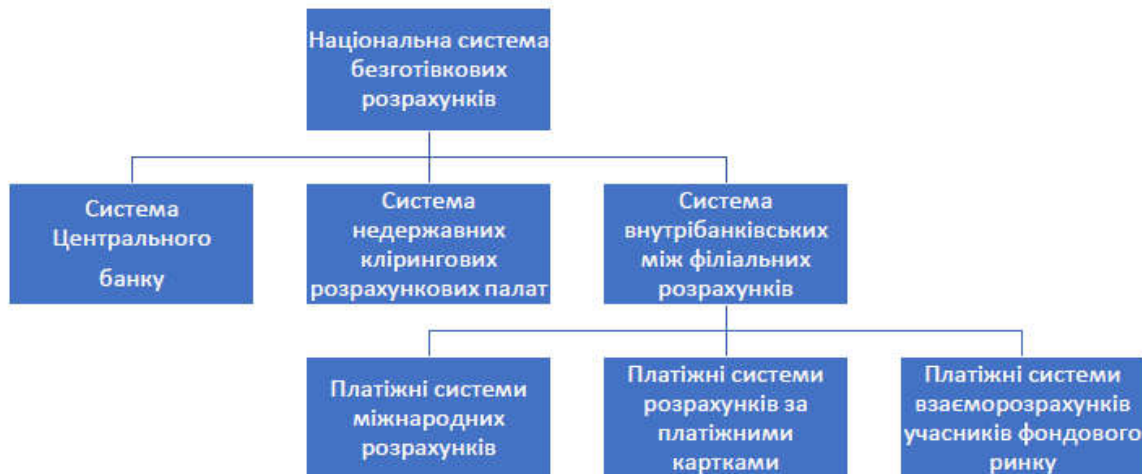 Національна система
безготівкових
розрахунків
Система
Центрального
банку
Система
недержавних
клірингових
розрахункових палат
Система
внутрібанківських
між філіальних
розрахунків
Платіжні системи
міжнародних
розрахунків
Платіжні системи
розрахунків за
платіжними
картками
Платіжні системи
взаєморозрахунків
учасників фондового
ринку